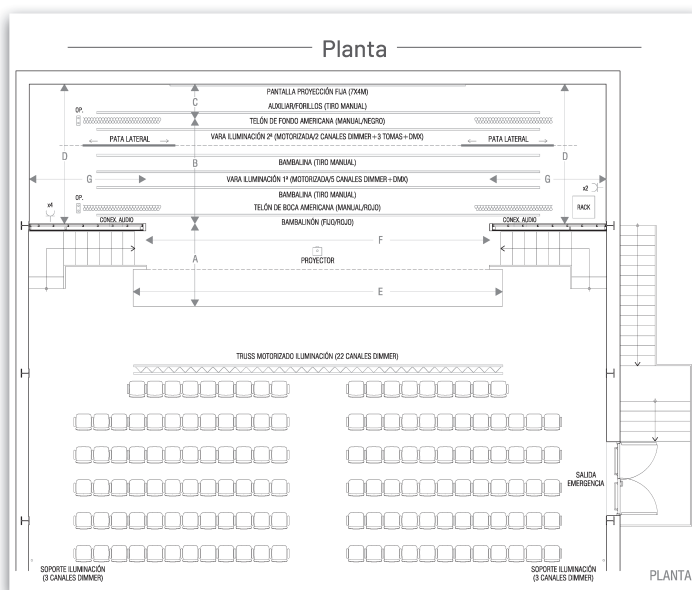 Planta
PANTALLA PROYECCIÓN FIJA (7X4M)
C
AUXILIAR/FORILLOS (TIRO MANUAL)
OP.
TELÓN DE FONDO AMERICANA (MANUAL/NEGRO)
PATA LATERAL
VARA ILUMINACIÓN 2ª (MOTORIZADA/2 CANALES DIMMER+3 TOMAS+DMX)
PATA LATERAL
D
B
D
BAMBALINA (TIRO MANUAL)
G
VARA ILUMINACIÓN 1ª (MOTORIZADA/5 CANALES DIMMER+DMX)
G
x2
BAMBALINA (TIRO MANUAL)
OP.
x4
TELÓN DE BOCA AMERICANA (MANUAL/ROJO)
RACK
CONEX. AUDIO
BAMBALINÓN (FIJO/ROJO)
CONEX. AUDIO
F
A
PROYECTOR
E
TRUSS MOTORIZADO ILUMINACIÓN (22 CANALES DIMMER)
SALIDA
EMERGENCIA
SOPORTE ILUMINACIÓN
(3 CANALES DIMMER)
SOPORTE ILUMINACIÓN
(3 CANALES DIMMER)
PLANTA